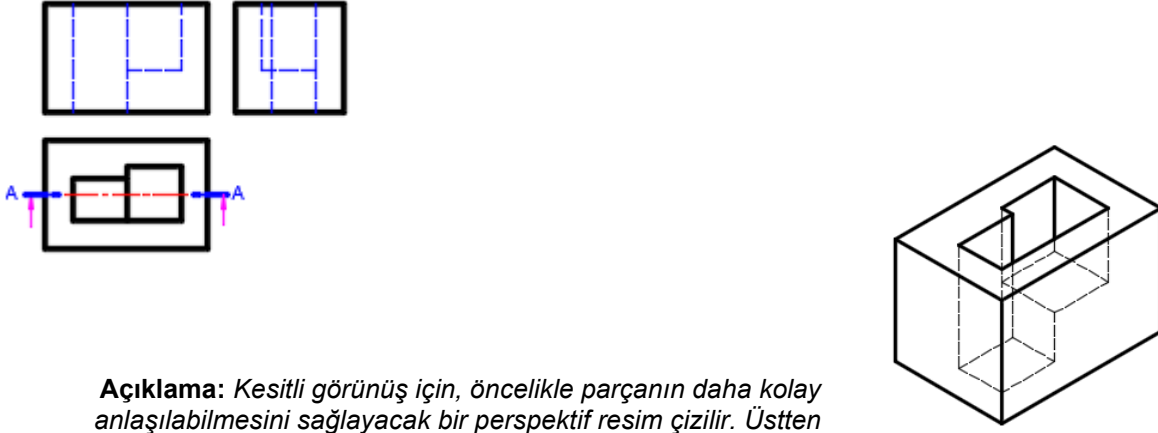 A A
Açıklama: Kesitli görünüş için, öncelikle parçanın daha kolay
anlaşılabilmesini sağlayacak bir perspektif resim çizilir. Üstten